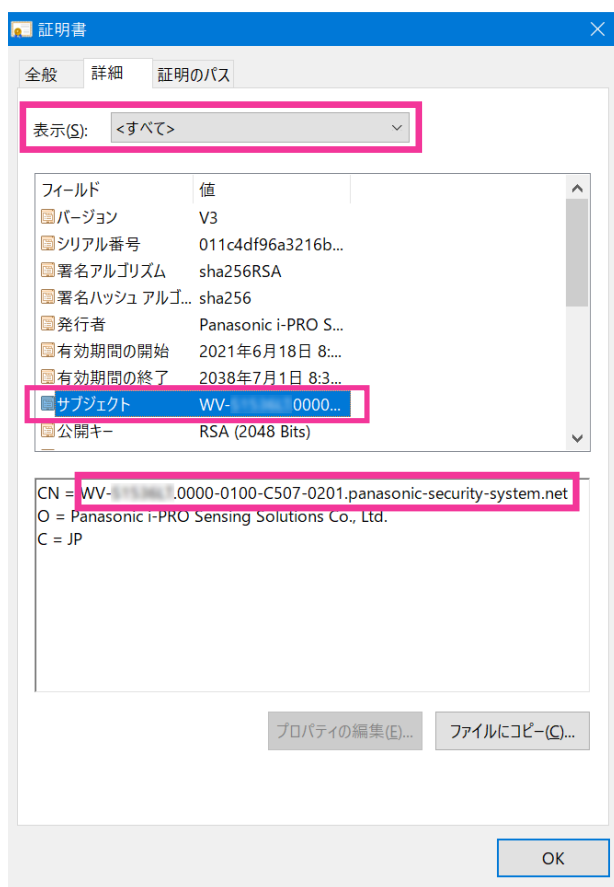 証明書
全般 詳細 証明のパス
表示(S): <すべて>
フィールド 値
バージョン V3
シリアル番号 011c4df96a3216b...
署名アルゴリズム sha256RSA
署名ハッシュ アルゴ... sha256
発行者 Panasonic i-PRO S...
有効期間の開始 2021年6月18日 8:...
有効期間の終了 2038年7月1日 8:3...
サブジェクト WV- 0000...
公開キー RSA (2048 Bits)
CN = WV- .0000-0100-C507-0201.panasonic-security-system.net
O = Panasonic i-PRO Sensing Solutions Co., Ltd.
C = JP
プロパティの編集(E)... ファイルにコピー(C)...
OK